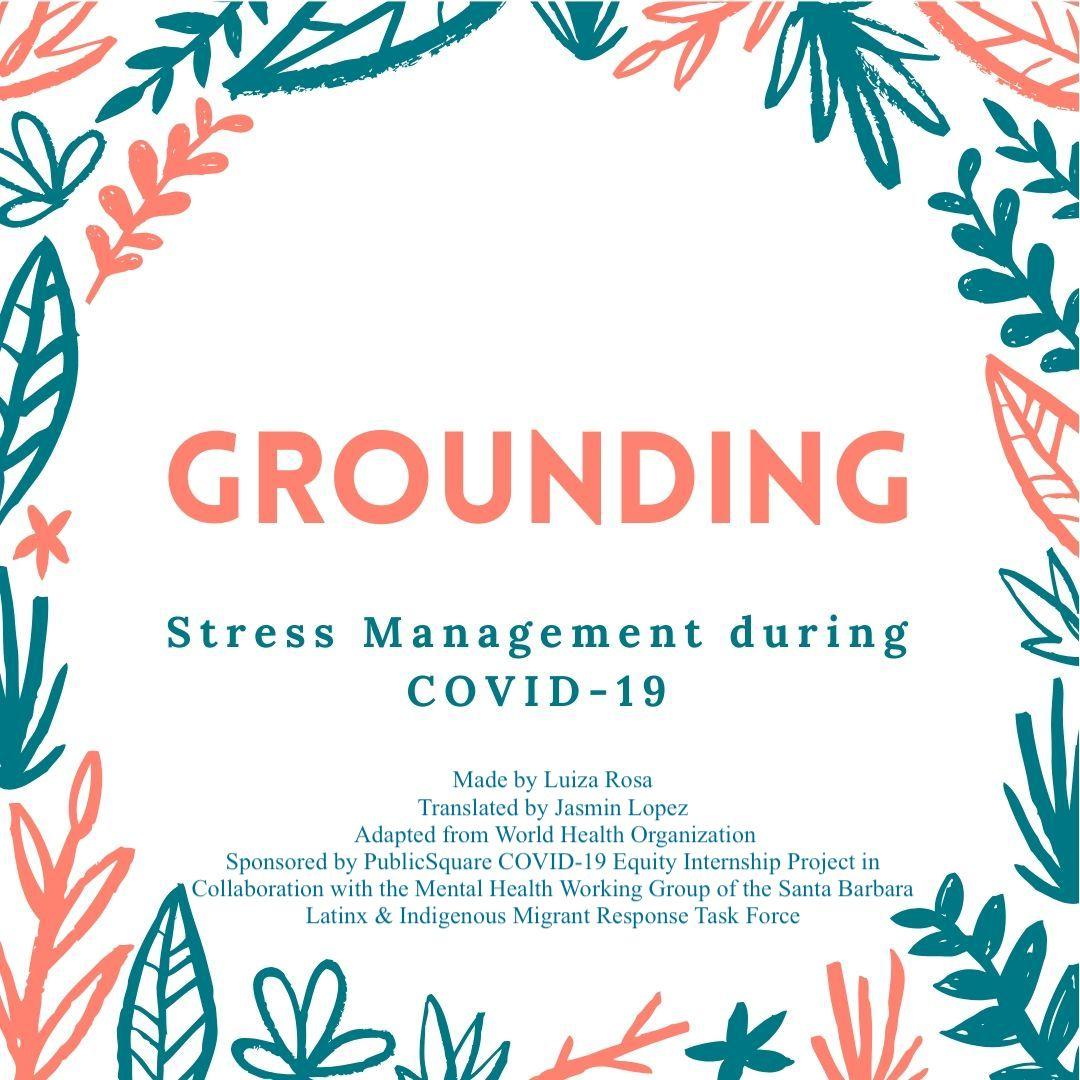 GROUNDING
Stress Management during
COVID-19
Made by Luiza Rosa
Translated by Jasmin Lopez
Adapted from World Health Organization
Sponsored by PublicSquare COVID-19 Equity Internship Project in
Collaboration with the Mental Health Working Group of the Santa Barbara
Latinx & Indigenous Migrant Response Task Force